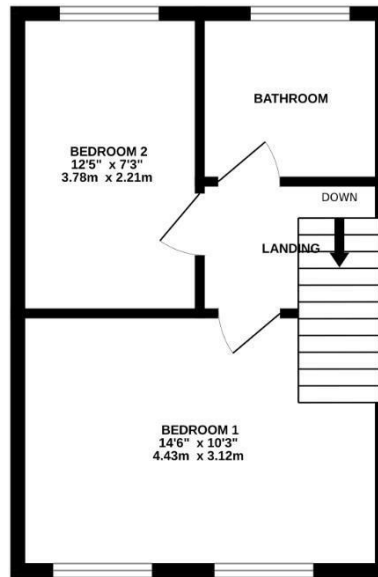 BATHROOM
BEDROOM 2
12'5" x 7'3"
3.78m x 2.21m
DOWN
LANDING
BEDROOM 1
14'6" x 10'3"
4.43m x 3.12m